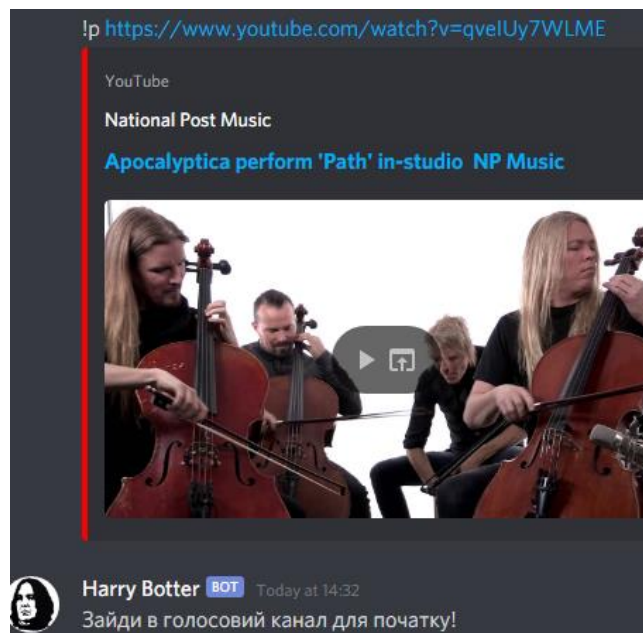 !p https://www.youtube.com/watch?v=qveIUy7WLME
YouTube
National Post Music
Apocalyptica perform 'Path' in-studio NP Music
Harry Botter BOT Today at 14:32
Зайди в голосовий канал для початку!